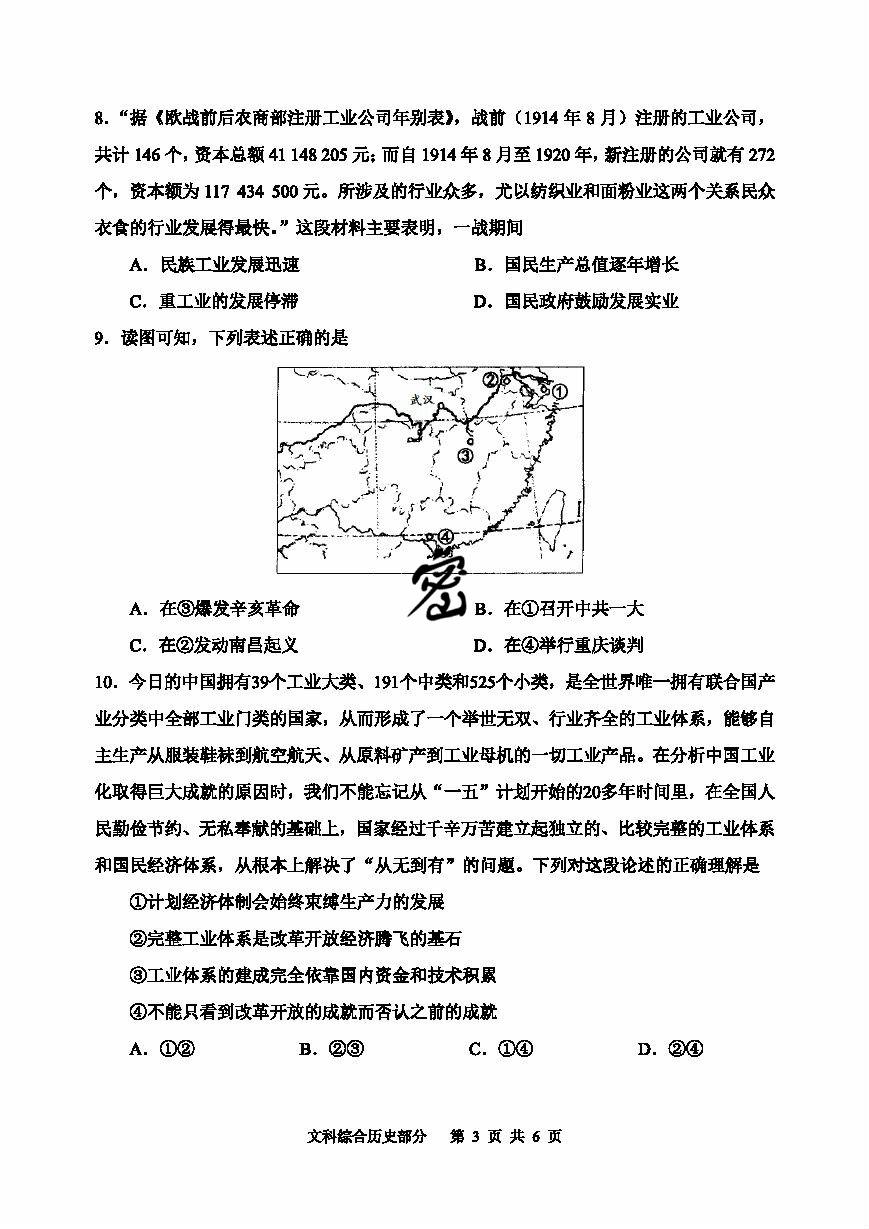 8．“据《欧战前后农商部注册工业公司年别表》，战前（1914 年 8 月）注册的工业公司，
共计 146 个，资本总额 41 148 205 元；而自 1914 年 8 月至 1920 年，新注册的公司就有 272
个，资本额为 117 434 500 元。所涉及的行业众多，尤以纺织业和面粉业这两个关系民众
衣食的行业发展得最快。”这段材料主要表明，一战期间
A．民族工业发展迅速 B．国民生产总值逐年增长
C．重工业的发展停滞 D．国民政府鼓励发展实业
9．读图可知，下列表述正确的是
② ①
武汉
③
④
密
A．在③爆发辛亥革命 B．在①召开中共一大
C．在②发动南昌起义 D．在④举行重庆谈判
10．今日的中国拥有39个工业大类、191个中类和525个小类，是全世界唯一拥有联合国产
业分类中全部工业门类的国家，从而形成了一个举世无双、行业齐全的工业体系，能够自
主生产从服装鞋袜到航空航天、从原料矿产到工业母机的一切工业产品。在分析中国工业
化取得巨大成就的原因时，我们不能忘记从“一五”计划开始的20多年时间里，在全国人
民勤俭节约、无私奉献的基础上，国家经过千辛万苦建立起独立的、比较完整的工业体系
和国民经济体系，从根本上解决了“从无到有”的问题。下列对这段论述的正确理解是
①计划经济体制会始终束缚生产力的发展
②完整工业体系是改革开放经济腾飞的基石
③工业体系的建成完全依靠国内资金和技术积累
④不能只看到改革开放的成就而否认之前的成就
A．①② B．②③ C．①④ D．②④
文科综合历史部分 第 3 页 共 6 页